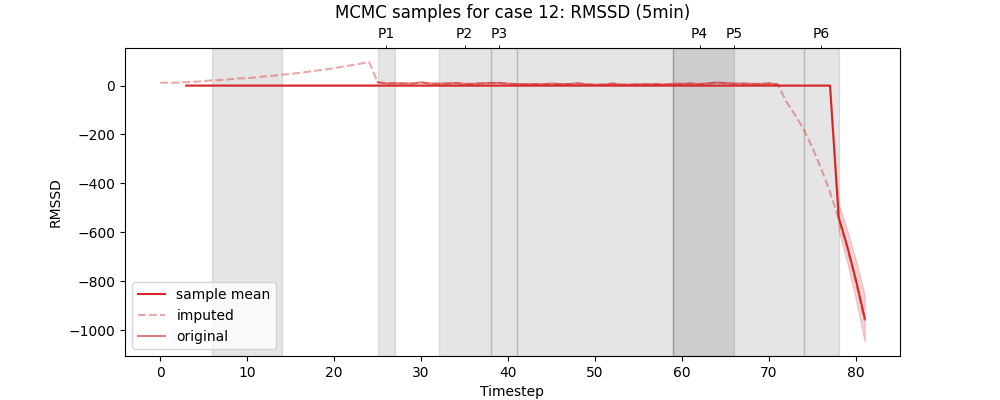 MCMC samples for case 12: RMSSD (5min)
P1 P2 P3 P4 P5 P6
RMSSD
0
−200
−400
−600
−800
−1000
sample mean
imputed
original
0 10 20 30 40 50 60 70 80
Timestep